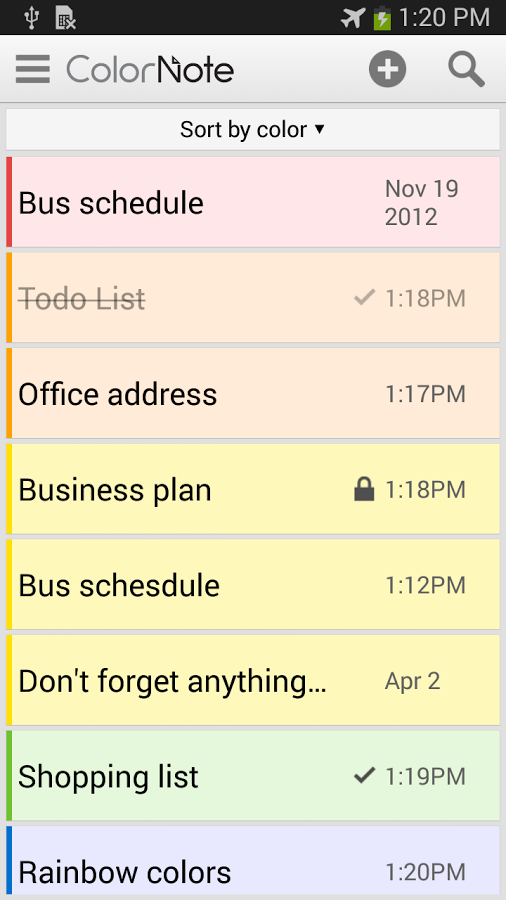 1:20 PM
ColorNote
Sort by color ▼
Bus schedule
Nov 19
2012
Todo List
1:18PM
Office address
1:17PM
Business plan
1:18PM
Bus schesdule
1:12PM
Don't forget anything...
Apr 2
Shopping list
1:19PM
Rainbow colors
1:20PM